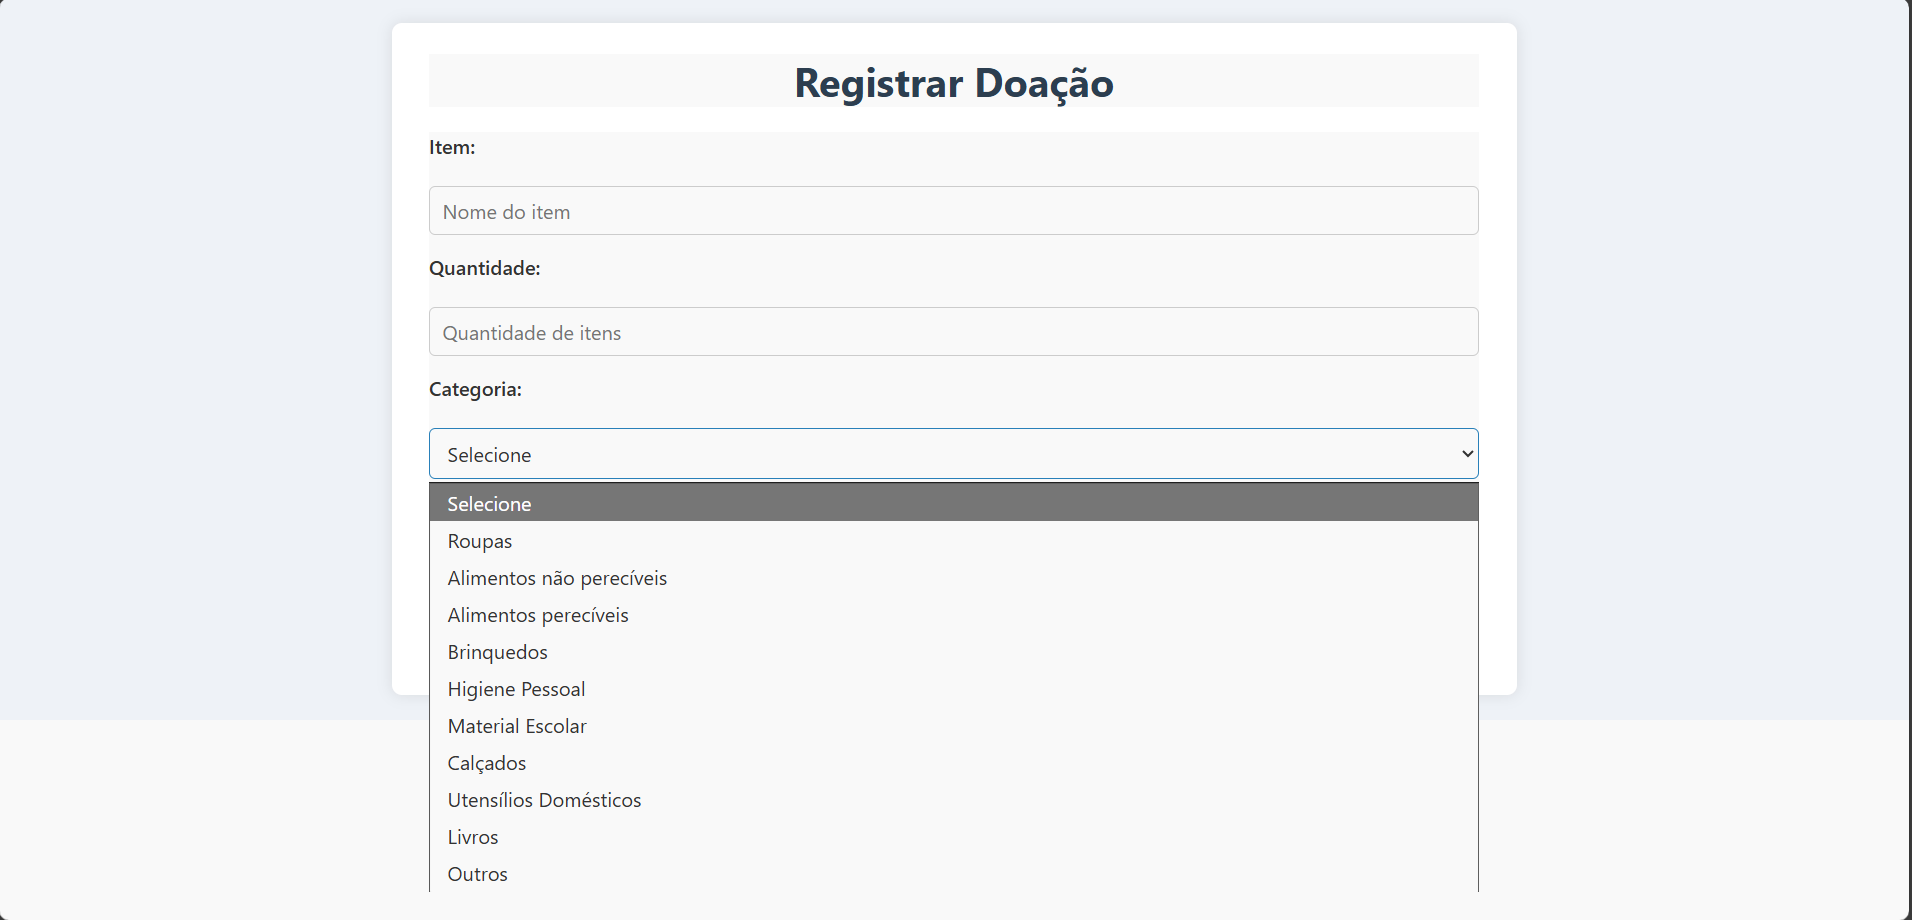 Registrar Doação
Item:
Nome do item
Quantidade:
Quantidade de itens
Categoria:
Selecione
Selecione
Roupas
Alimentos não perecíveis
Alimentos perecíveis
Brinquedos
Higiene Pessoal
Material Escolar
Calçados
Utensílios Domésticos
Livros
Outros